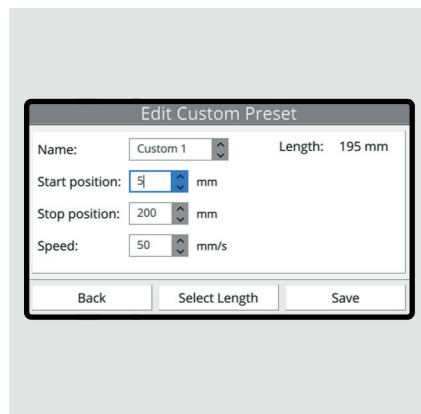 Edit Custom Preset
Name: Custom 1 Length: 195 mm
Start position: 5 mm
Stop position: 200 mm
Speed: 50 mm/s
Back Select Length Save